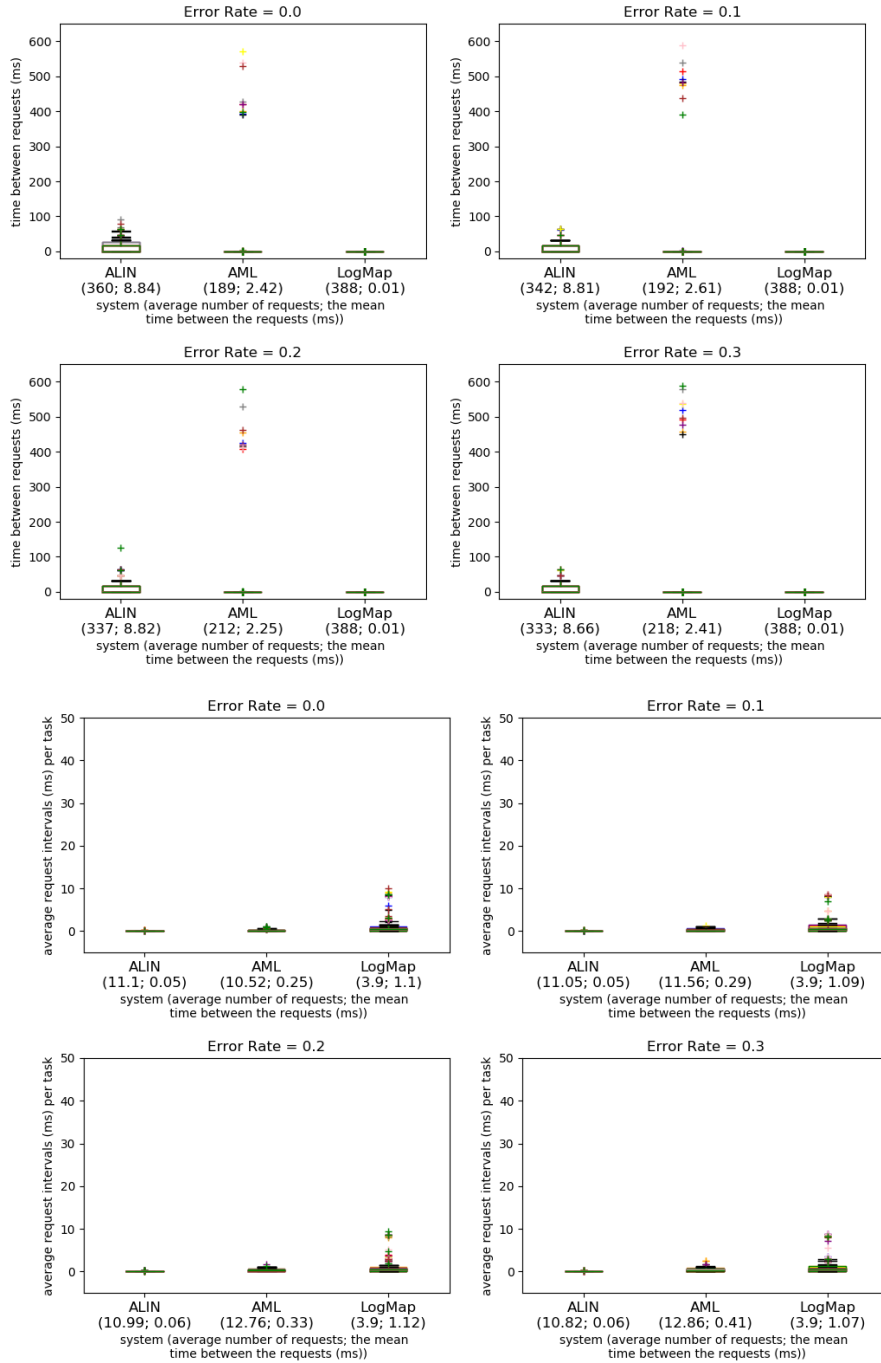 Error Rate = 0.0
time between requests (ms)
600
500
400
300
200
100
0
ALIN
(360; 8.84)
AML
(189; 2.42)
LogMap
(388; 0.01)
system (average number of requests; the mean
time between the requests (ms))
Error Rate = 0.1
time between requests (ms)
600
500
400
300
200
100
0
ALIN
(342; 8.81)
AML
(192; 2.61)
LogMap
(388; 0.01)
system (average number of requests; the mean
time between the requests (ms))
Error Rate = 0.2
time between requests (ms)
600
500
400
300
200
100
0
ALIN
(337; 8.82)
AML
(212; 2.25)
LogMap
(388; 0.01)
system (average number of requests; the mean
time between the requests (ms))
Error Rate = 0.3
time between requests (ms)
600
500
400
300
200
100
0
ALIN
(333; 8.66)
AML
(218; 2.41)
LogMap
(388; 0.01)
system (average number of requests; the mean
time between the requests (ms))
Error Rate = 0.0
average request intervals (ms) per task
50
40
30
20
10
0
ALIN
(11.1; 0.05)
AML
(10.52; 0.25)
LogMap
(3.9; 1.1)
system (average number of requests; the mean
time between the requests (ms))
Error Rate = 0.1
average request intervals (ms) per task
50
40
30
20
10
0
ALIN
(11.05; 0.05)
AML
(11.56; 0.29)
LogMap
(3.9; 1.09)
system (average number of requests; the mean
time between the requests (ms))
Error Rate = 0.2
average request intervals (ms) per task
50
40
30
20
10
0
ALIN
(10.99; 0.06)
AML
(12.76; 0.33)
LogMap
(3.9; 1.12)
system (average number of requests; the mean
time between the requests (ms))
Error Rate = 0.3
average request intervals (ms) per task
50
40
30
20
10
0
ALIN
(10.82; 0.06)
AML
(12.86; 0.41)
LogMap
(3.9; 1.07)
system (average number of requests; the mean
time between the requests (ms))